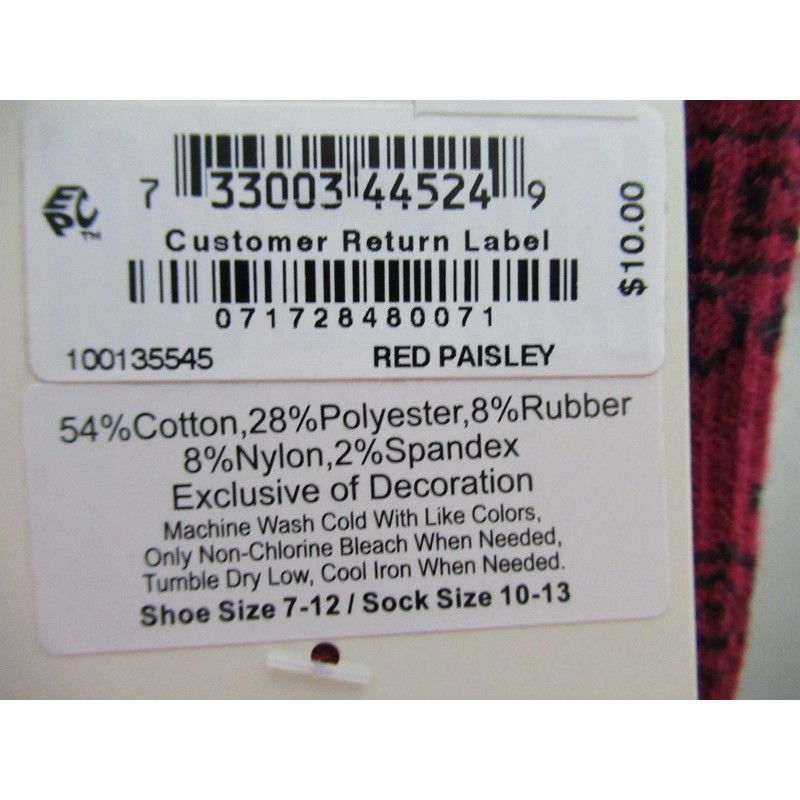 EPC™
7 33003 44524 9
Customer Return Label
071728480071
100135545 RED PAISLEY
$10.00
54%Cotton,28%Polyester,8%Rubber
8%Nylon,2%Spandex
Exclusive of Decoration
Machine Wash Cold With Like Colors,
Only Non-Chlorine Bleach When Needed,
Tumble Dry Low, Cool Iron When Needed.
Shoe Size 7-12 / Sock Size 10-13